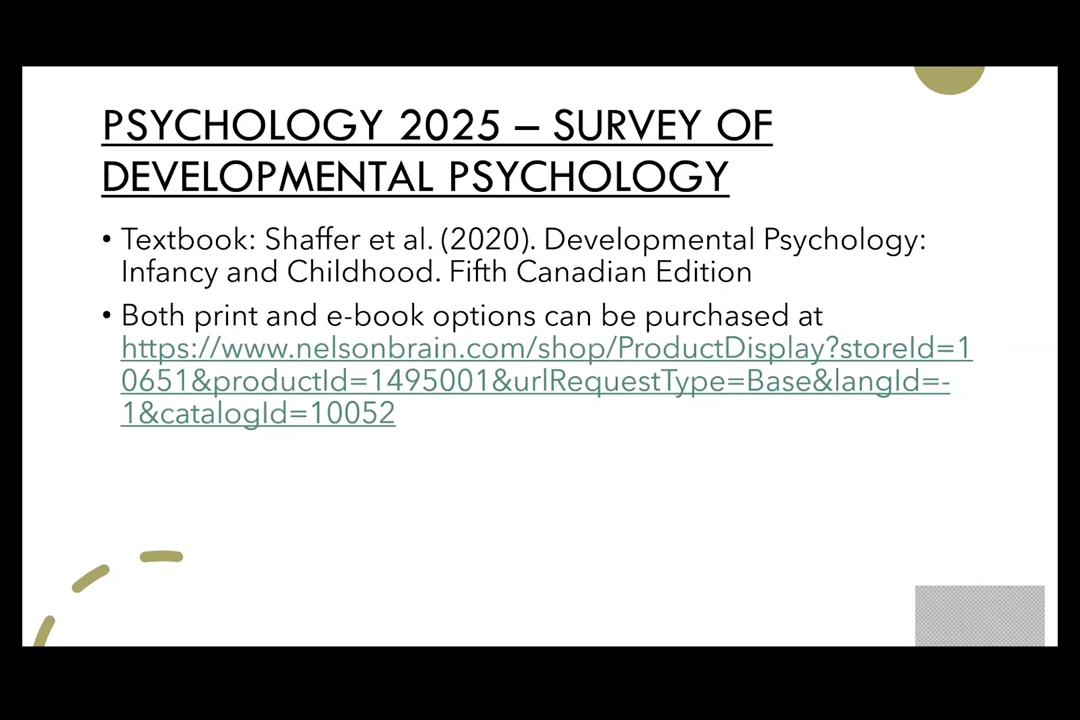 PSYCHOLOGY 2025 – SURVEY OF
DEVELOPMENTAL PSYCHOLOGY
• Textbook: Shaffer et al. (2020). Developmental Psychology:
Infancy and Childhood. Fifth Canadian Edition
• Both print and e-book options can be purchased at
https://www.nelsonbrain.com/shop/ProductDisplay?storeId=1
0651&productId=1495001&urlRequestType=Base&langId=-
1&catalogId=10052